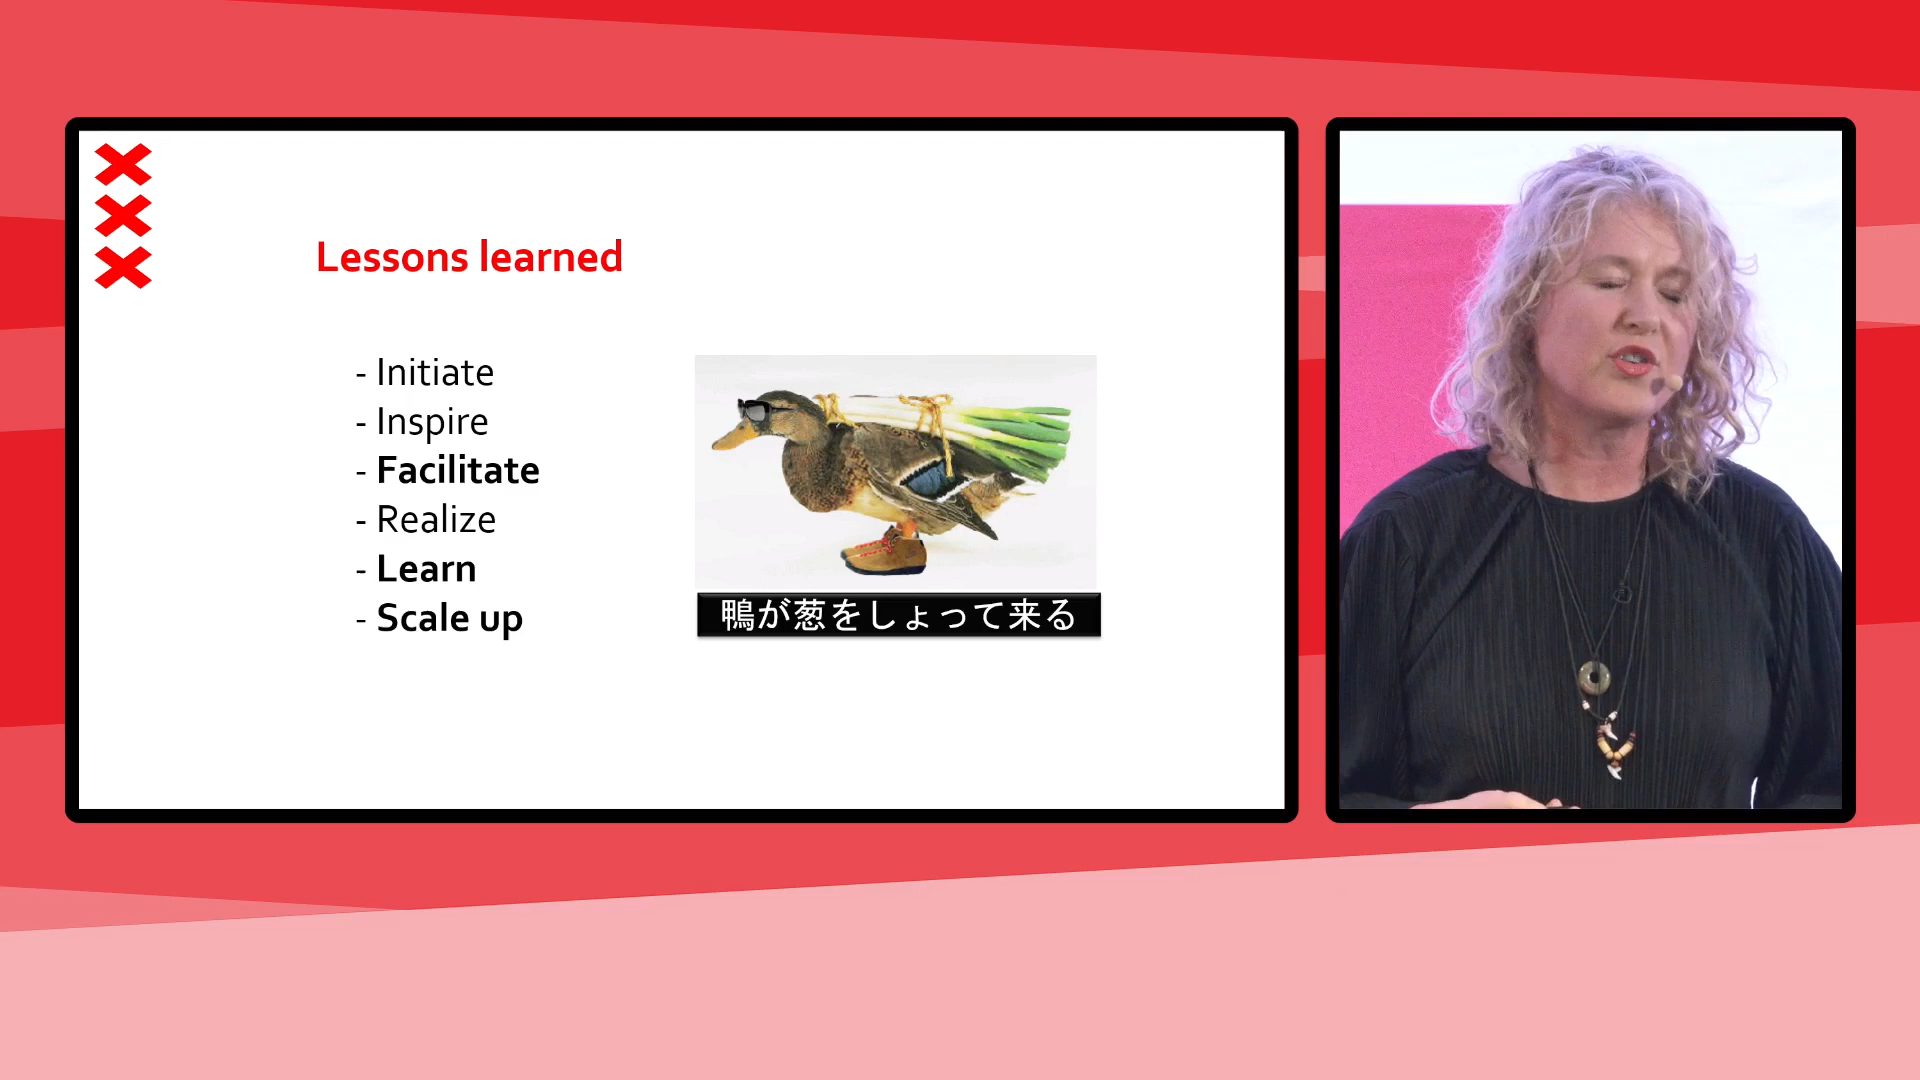 Lessons learned
- Initiate
- Inspire
- Facilitate
- Realize
- Learn
- Scale up
鴨が葱をしょって来る